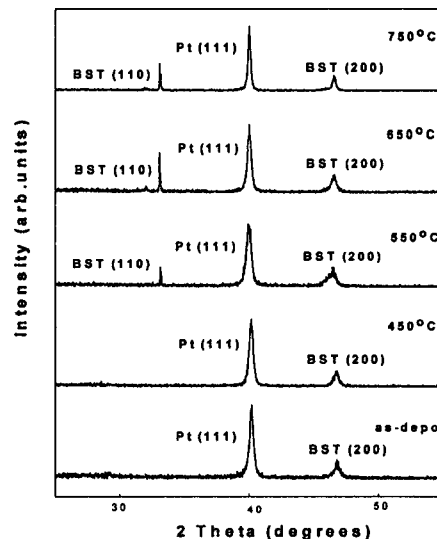 750°C
Pt (111)
BST (110) BST (200)
650°C
Pt (111)
BST (110) BST (200)
550°C
Pt (111)
BST (110) BST (200)
450°C
Pt (111)
BST (200)
as-depo
Pt (111)
BST (200)
30 40 50
2 Theta (degrees)
Intensity (arb.units)